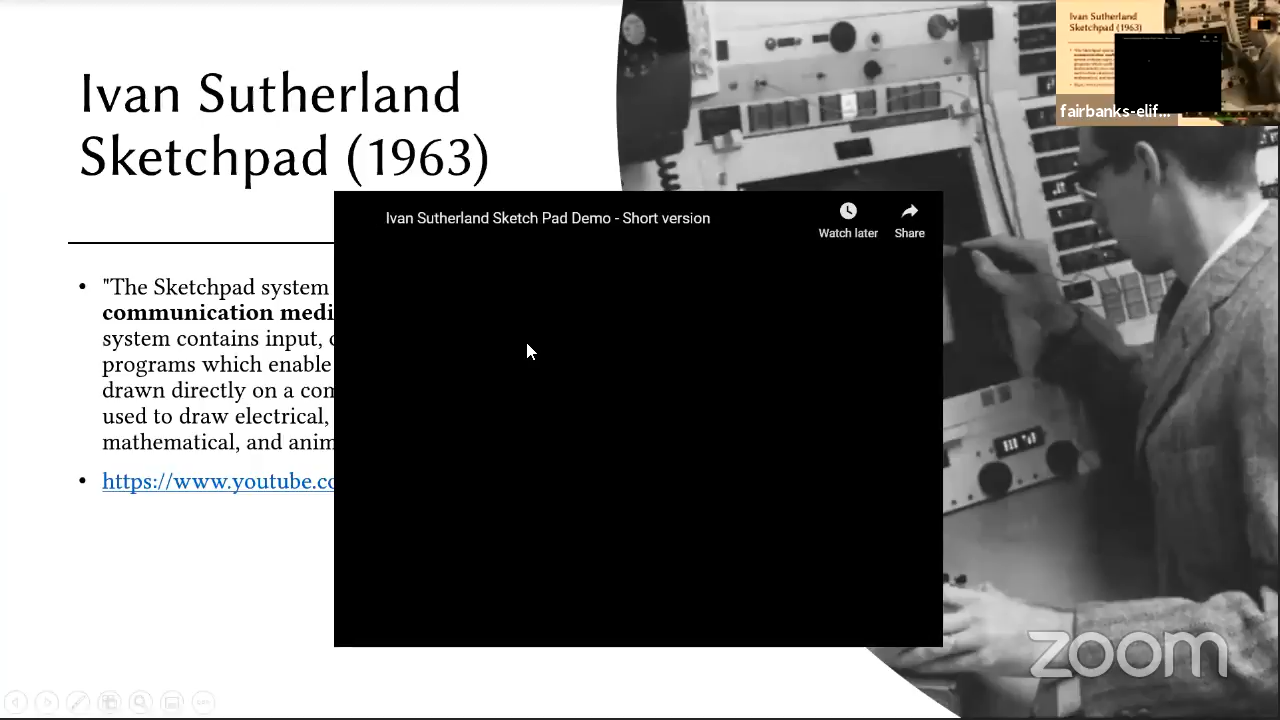 Ivan Sutherland
Sketchpad (1963)
• "The Sketchpad system
communication medi
system contains input,
programs which enable
drawn directly on a com
used to draw electrical,
mathematical, and anim
• https://www.youtube.co
Ivan Sutherland Sketch Pad Demo - Short version
Watch later
Share
Ivan Sutherland
Sketchpad (1963)
fairbanks-elif...
zoom